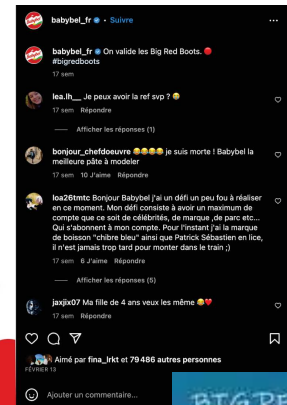 babybel_fr • Suivre
babybel_fr On valide les Big Red Boots. 🔴
#bigredboots
17 sem
lea.lh__ Je peux avoir la ref svp ? 😂
17 sem Répondre
Afficher les réponses (1)
bonjour_chefdoeuvre 😂😂😂😂 je suis morte ! Babybel la
meilleure pâte à modeler
17 sem 10 J'aime Répondre
loa26tmtc Bonjour Babybel j'ai un défi un peu fou à réaliser
en ce moment. Mon défi consiste à avoir un maximum de
compte que ce soit de célébrités, de marque ,de parc etc...
Qui s'abonnent à mon compte. Pour l'instant j'ai la marque
de boisson "chibre bleu" ainsi que Patrick Sébastien en lice,
il n'est jamais trop tard pour monter dans le train ;)
17 sem 6 J'aime Répondre
Afficher les réponses (5)
jaxjix07 Ma fille de 4 ans veux les même 😂❤️
17 sem Répondre
Aimé par fina_lrkt et 79 486 autres personnes
FÉVRIER 13
Ajouter un commentaire...